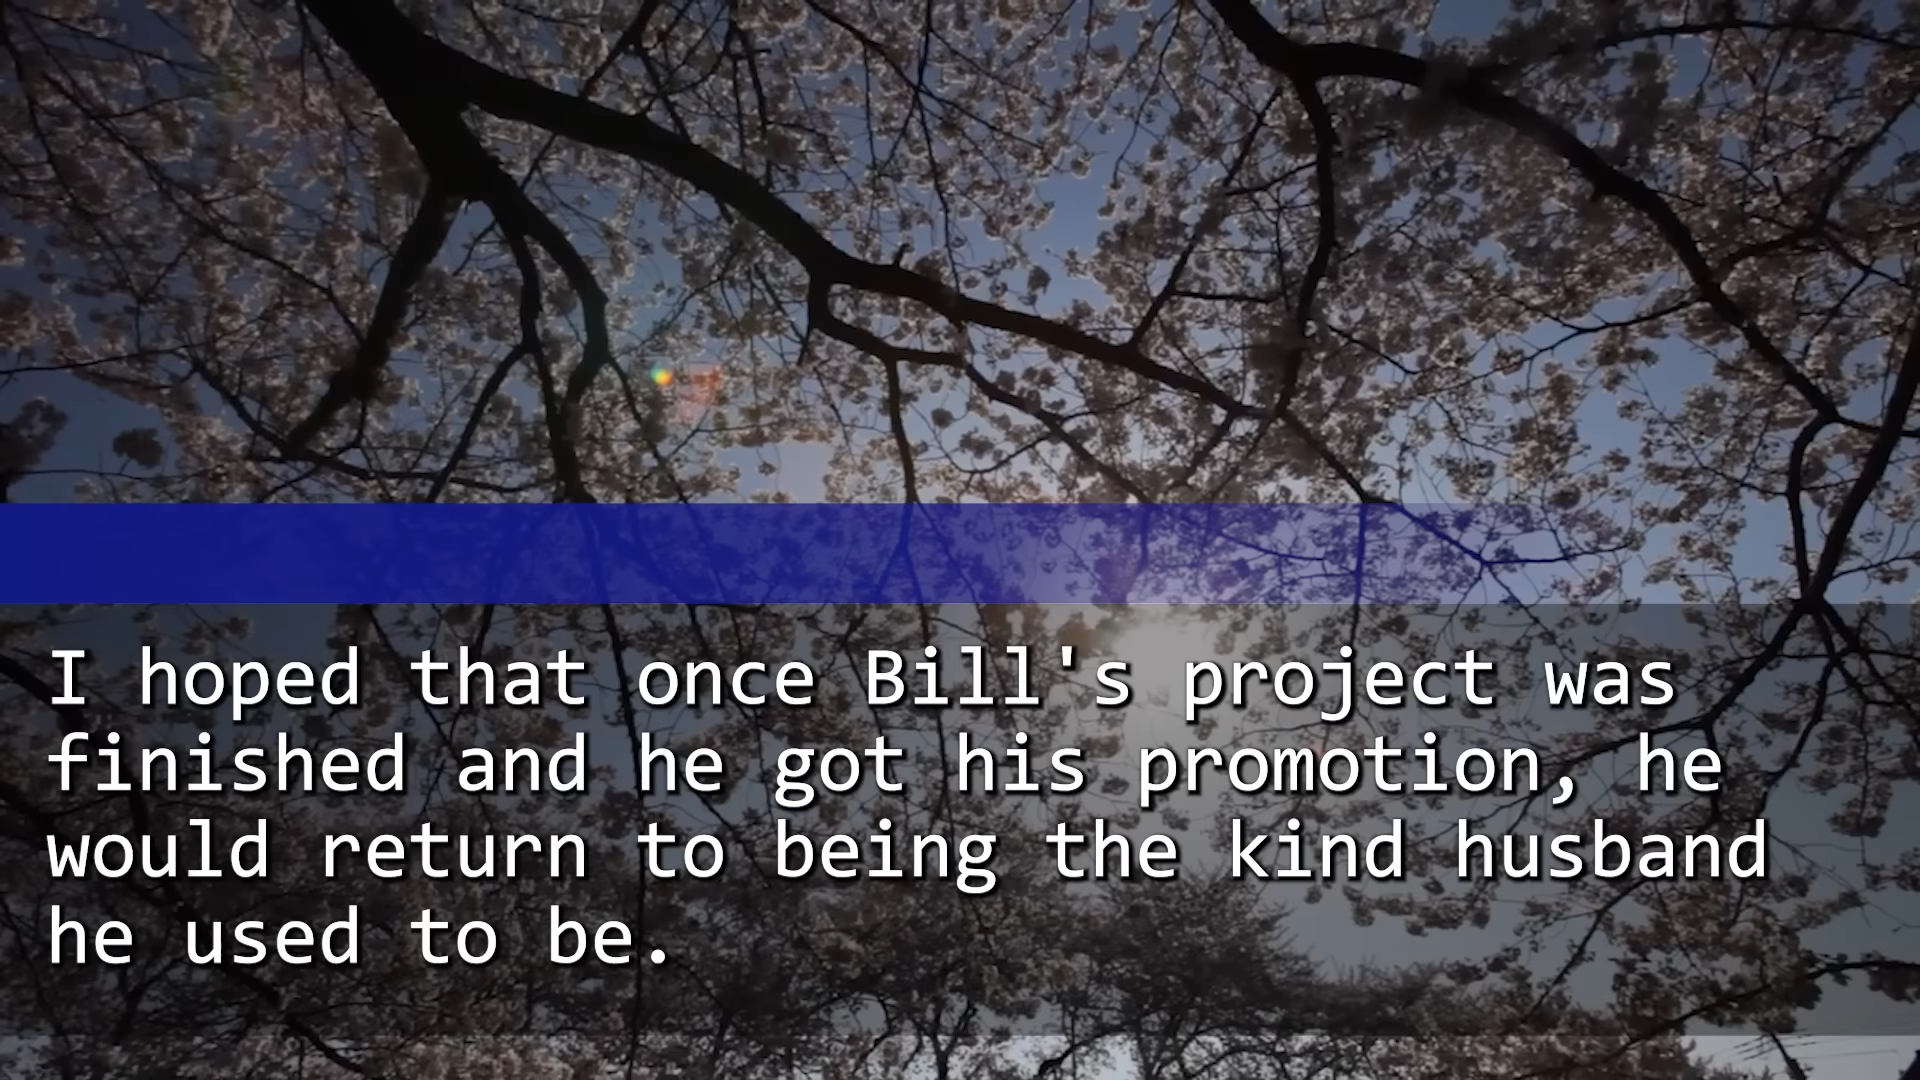 I hoped that once Bill's project was
finished and he got his promotion, he
would return to being the kind husband
he used to be.